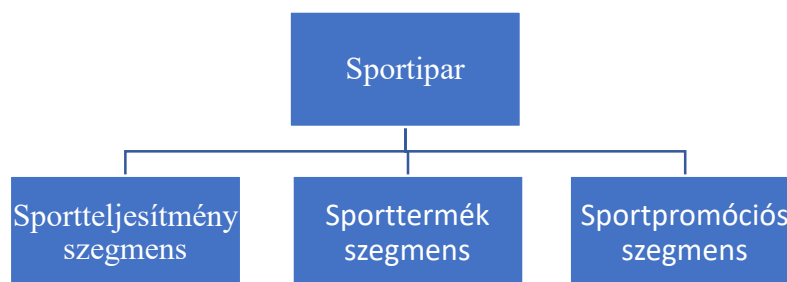 Sportipar
Sportteljesítmény
szegmens
Sporttermék
szegmens
Sportpromóciós
szegmens